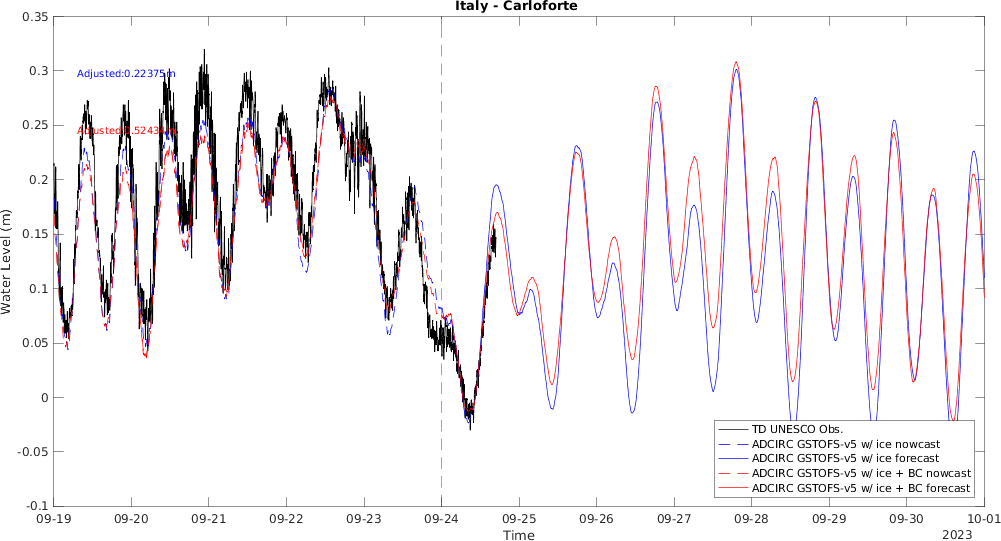 Italy - Carloforte
0.35
0.3
0.25
0.2
0.15
0.1
0.05
0
-0.05
-0.1
Water Level (m)
Adjusted:0.22375m
TD UNESCO Obs.
ADCIRC GSTOFS-v5 w/ ice nowcast
ADCIRC GSTOFS-v5 w/ ice forecast
ADCIRC GSTOFS-v5 w/ ice + BC nowcast
ADCIRC GSTOFS-v5 w/ ice + BC forecast
09-19 09-20 09-21 09-22 09-23 09-24 09-25 09-26 09-27 09-28 09-29 09-30 10-01
Time
2023